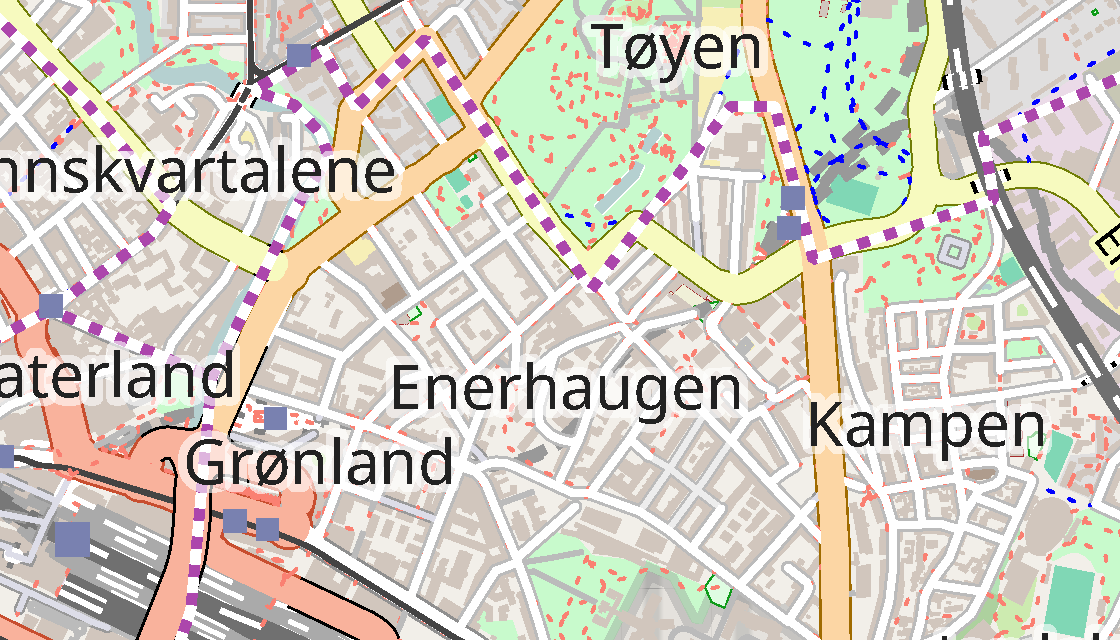 Tøyen
nnskvartalene
aterland
Enerhaugen
Kampen
Grønland